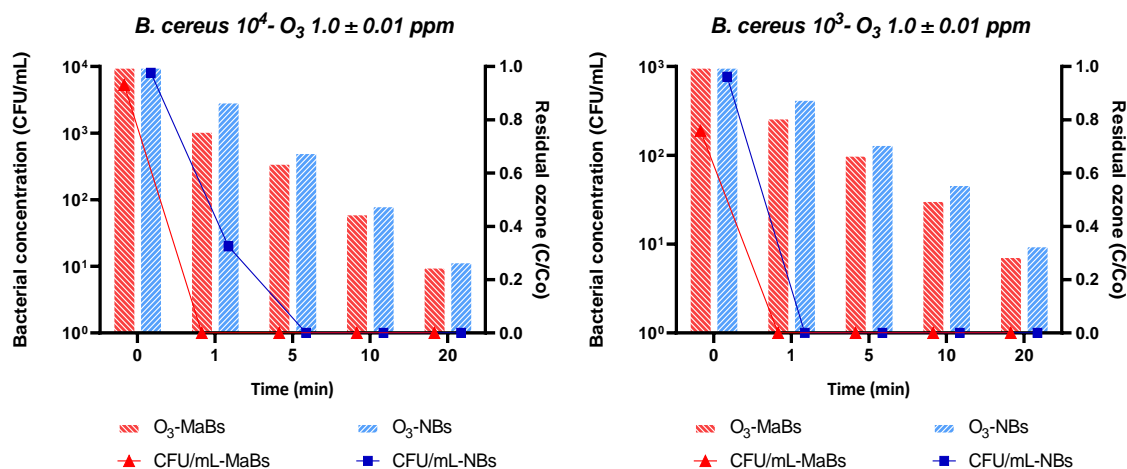 B. cereus 10⁴- O₃ 1.0 ± 0.01 ppm
Bacterial concentration (CFU/mL)
10⁴
10³
10²
10¹
10⁰
1.0
0.8
0.6
0.4
0.2
0.0
Residual ozone (C/Co)
0 1 5 10 20
Time (min)
O₃-MaBs O₃-NBs
CFU/mL-MaBs CFU/mL-NBs
B. cereus 10³- O₃ 1.0 ± 0.01 ppm
Bacterial concentration (CFU/mL)
10³
10²
10¹
10⁰
1.0
0.8
0.6
0.4
0.2
0.0
Residual ozone (C/Co)
0 1 5 10 20
Time (min)
O₃-MaBs O₃-NBs
CFU/mL-MaBs CFU/mL-NBs